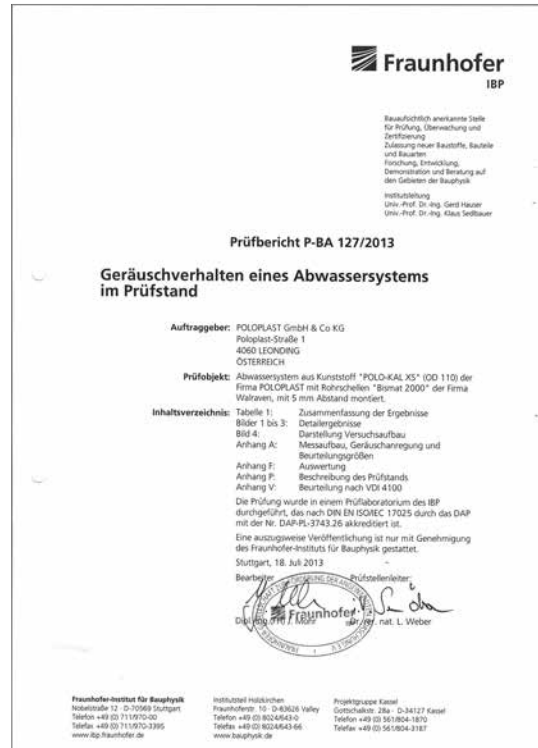 Fraunhofer
IBP
Bauaufsichtlich anerkannte Stelle
für Prüfung, Überwachung und
Zertifizierung
Zulassung neuer Baustoffe, Bauteile
und Bauarten
Forschung, Entwicklung,
Demonstration und Beratung auf
den Gebieten der Bauphysik
Institutsleitung
Univ.-Prof. Dr.-Ing. Gerd Hauser
Univ.-Prof. Dr.-Ing. Klaus Sedlbauer
Prüfbericht P-BA 127/2013
Geräuschverhalten eines Abwassersystems
im Prüfstand
Auftraggeber: POLOPLAST GmbH & Co KG
Poloplast-Straße 1
4060 LEONDING
ÖSTERREICH
Prüfobjekt: Abwassersystem aus Kunststoff "POLO-KAL XS" (OD 110) der
Firma POLOPLAST mit Rohrschellen "Bismat 2000" der Firma
Walraven, mit 5 mm Abstand montiert.
Inhaltsverzeichnis: Tabelle 1: Zusammenfassung der Ergebnisse
Bilder 1 bis 3: Detailergebnisse
Bild 4: Darstellung Versuchsaufbau
Anhang A: Messaufbau, Geräuschanregung und
Beurteilungsgrößen
Anhang F: Auswertung
Anhang P: Beschreibung des Prüfstands
Anhang V: Beurteilung nach VDI 4100
Die Prüfung wurde in einem Prüflaboratorium des IBP
durchgeführt, das nach DIN EN ISO/IEC 17025 durch das DAP
mit der Nr. DAP-PL-3743.26 akkreditiert ist.
Eine auszugsweise Veröffentlichung ist nur mit Genehmigung
des Fraunhofer-Instituts für Bauphysik gestattet.
Stuttgart, 18. Juli 2013
Bearbeiter: Prüfstellenleiter:
Fraunhofer
Mohr Dr. rer. nat. L. Weber
Fraunhofer-Institut für Bauphysik
Nobelstraße 12 · D-70569 Stuttgart
Telefon +49 (0) 711/970-00
Telefax +49 (0) 711/970-3395
www.ibp.fraunhofer.de
Institutsteil Holzkirchen
Fraunhoferstr. 10 · D-83626 Valley
Telefon +49 (0) 8024/643-0
Telefax +49 (0) 8024/643-66
www.bauphysik.de
Projektgruppe Kassel
Gottschalkstr. 28a · D-34127 Kassel
Telefon +49 (0) 561/804-1870
Telefax +49 (0) 561/804-3187